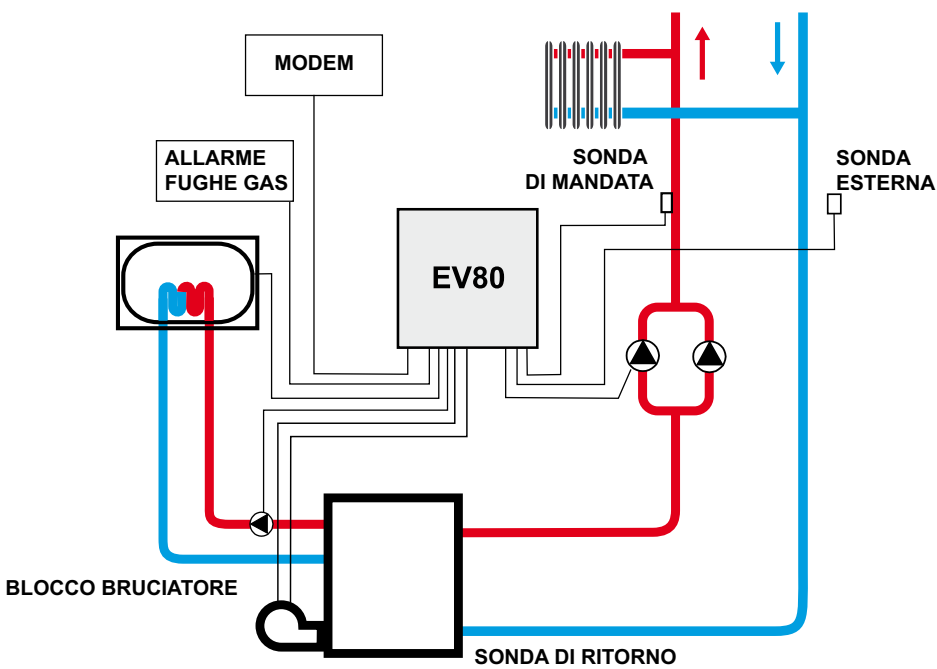 MODEM
ALLARME
FUGHE GAS
SONDA
DI MANDATA
SONDA
ESTERNA
EV80
BLOCCO BRUCIATORE
SONDA DI RITORNO